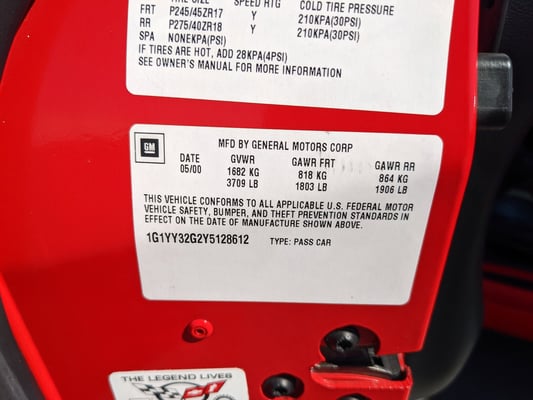 TIRE SIZE SPEED RTG COLD TIRE PRESSURE
FRT P245/45ZR17 Y 210KPA(30PSI)
RR P275/40ZR18 Y 210KPA(30PSI)
SPA NONEKPA(PSI)
IF TIRES ARE HOT, ADD 28KPA(4PSI)
SEE OWNER'S MANUAL FOR MORE INFORMATION
GM
MFD BY GENERAL MOTORS CORP
DATE GVWR GAWR FRT GAWR RR
05/00 1682 KG 818 KG 864 KG
3709 LB 1803 LB 1906 LB
THIS VEHICLE CONFORMS TO ALL APPLICABLE U.S. FEDERAL MOTOR
VEHICLE SAFETY, BUMPER, AND THEFT PREVENTION STANDARDS IN
EFFECT ON THE DATE OF MANUFACTURE SHOWN ABOVE.
1G1YY32G2Y5128612 TYPE: PASS CAR
THE LEGEND LIVES